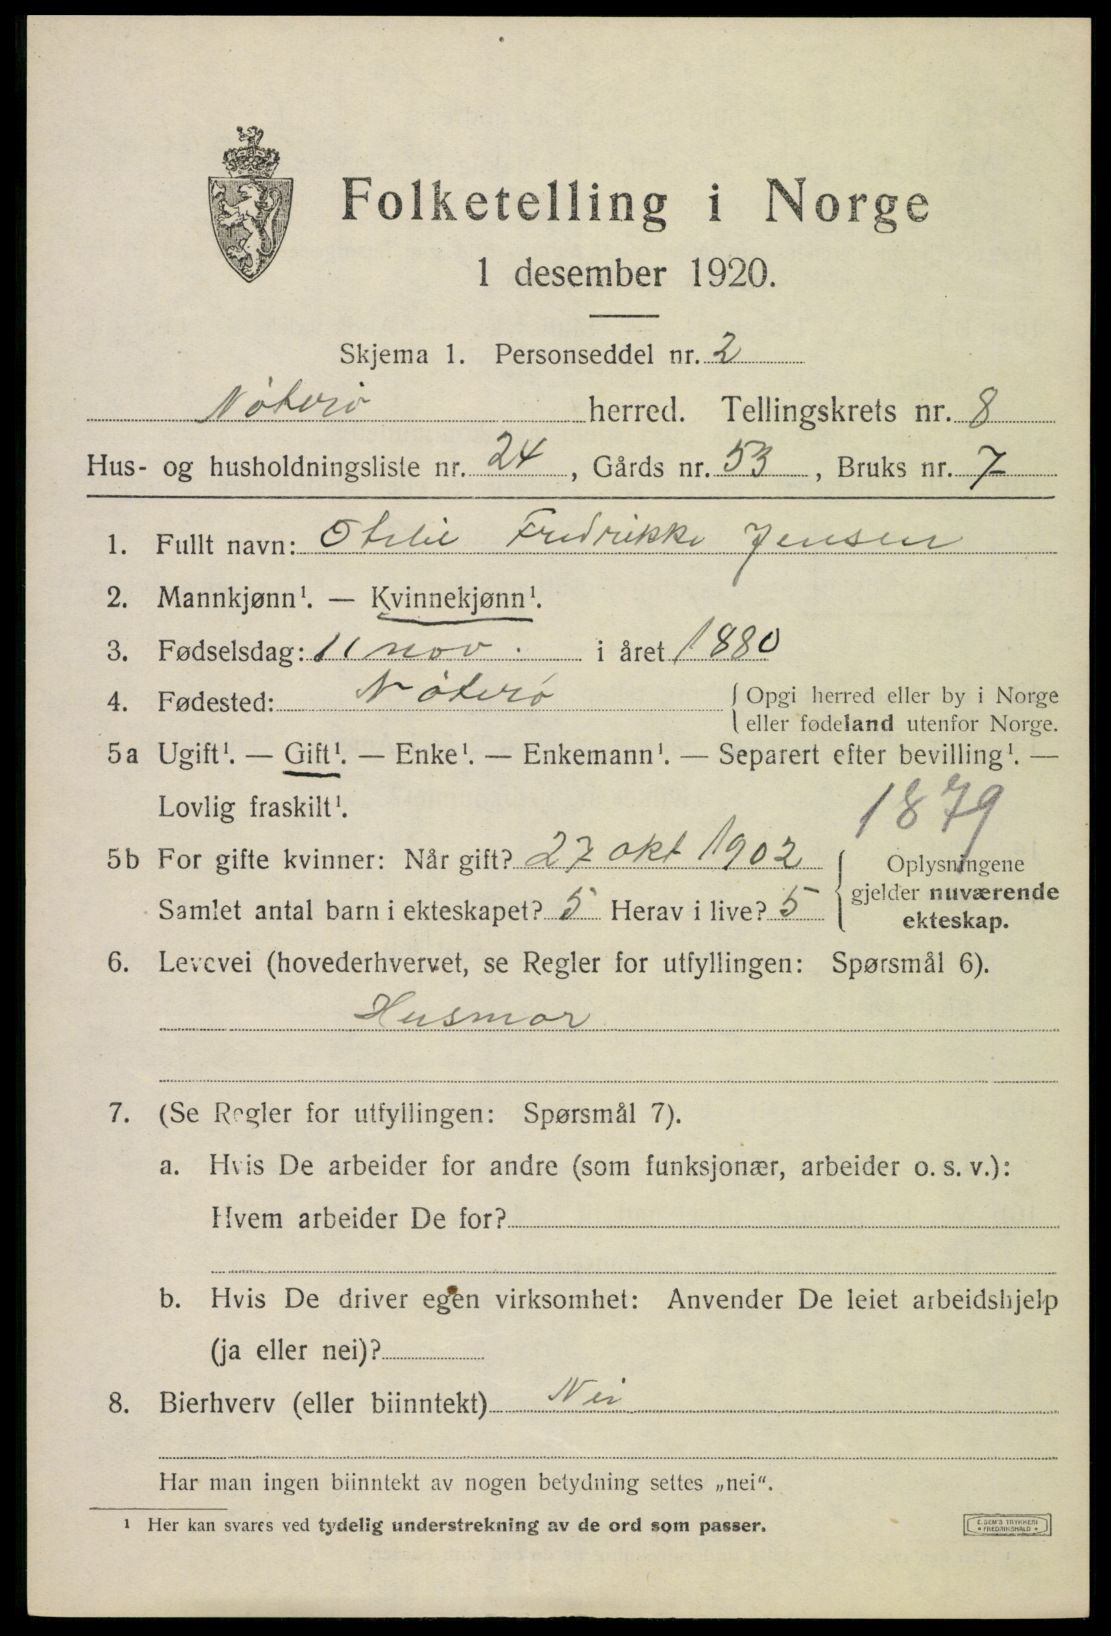 Folketelling i Norge
1 desember 1920.
Skjema 1. Personseddel nr. 2
Nöterö herred. Tellingskrets nr. 8
Hus- og husholdningsliste nr. 24, Gårds nr. 53, Bruks nr. 7
1. Fullt navn: Otelie Fredrikke Jensen
2. Mannkjønn¹. — Kvinnekjønn¹.
3. Fødselsdag: 11 nov. i året 1880
4. Fødested: Nöterö { Opgi herred eller by i Norge
eller fødeland utenfor Norge.
5a Ugift¹. — Gift¹. — Enke¹. — Enkemann¹. — Separert efter bevilling¹. —
Lovlig fraskilt¹. 1879
5b For gifte kvinner: Når gift? 27 okt 1902 { Oplysningene
gjelder nuværende
Samlet antal barn i ekteskapet? 5 Herav i live? 5 ekteskap.
6. Levevei (hovederhvervet, se Regler for utfyllingen: Spørsmål 6).
Husmor
7. (Se Regler for utfyllingen: Spørsmål 7).
a. Hvis De arbeider for andre (som funksjonær, arbeider o. s. v.):
Hvem arbeider De for?
b. Hvis De driver egen virksomhet: Anvender De leiet arbeidshjelp
(ja eller nei)?
8. Bierhverv (eller biinntekt) Nei
Har man ingen biinntekt av nogen betydning settes „nei“.
¹ Her kan svares ved tydelig understrekning av de ord som passer.
E. SEM'S TRYKKERI
• FREDRIKSHALD •